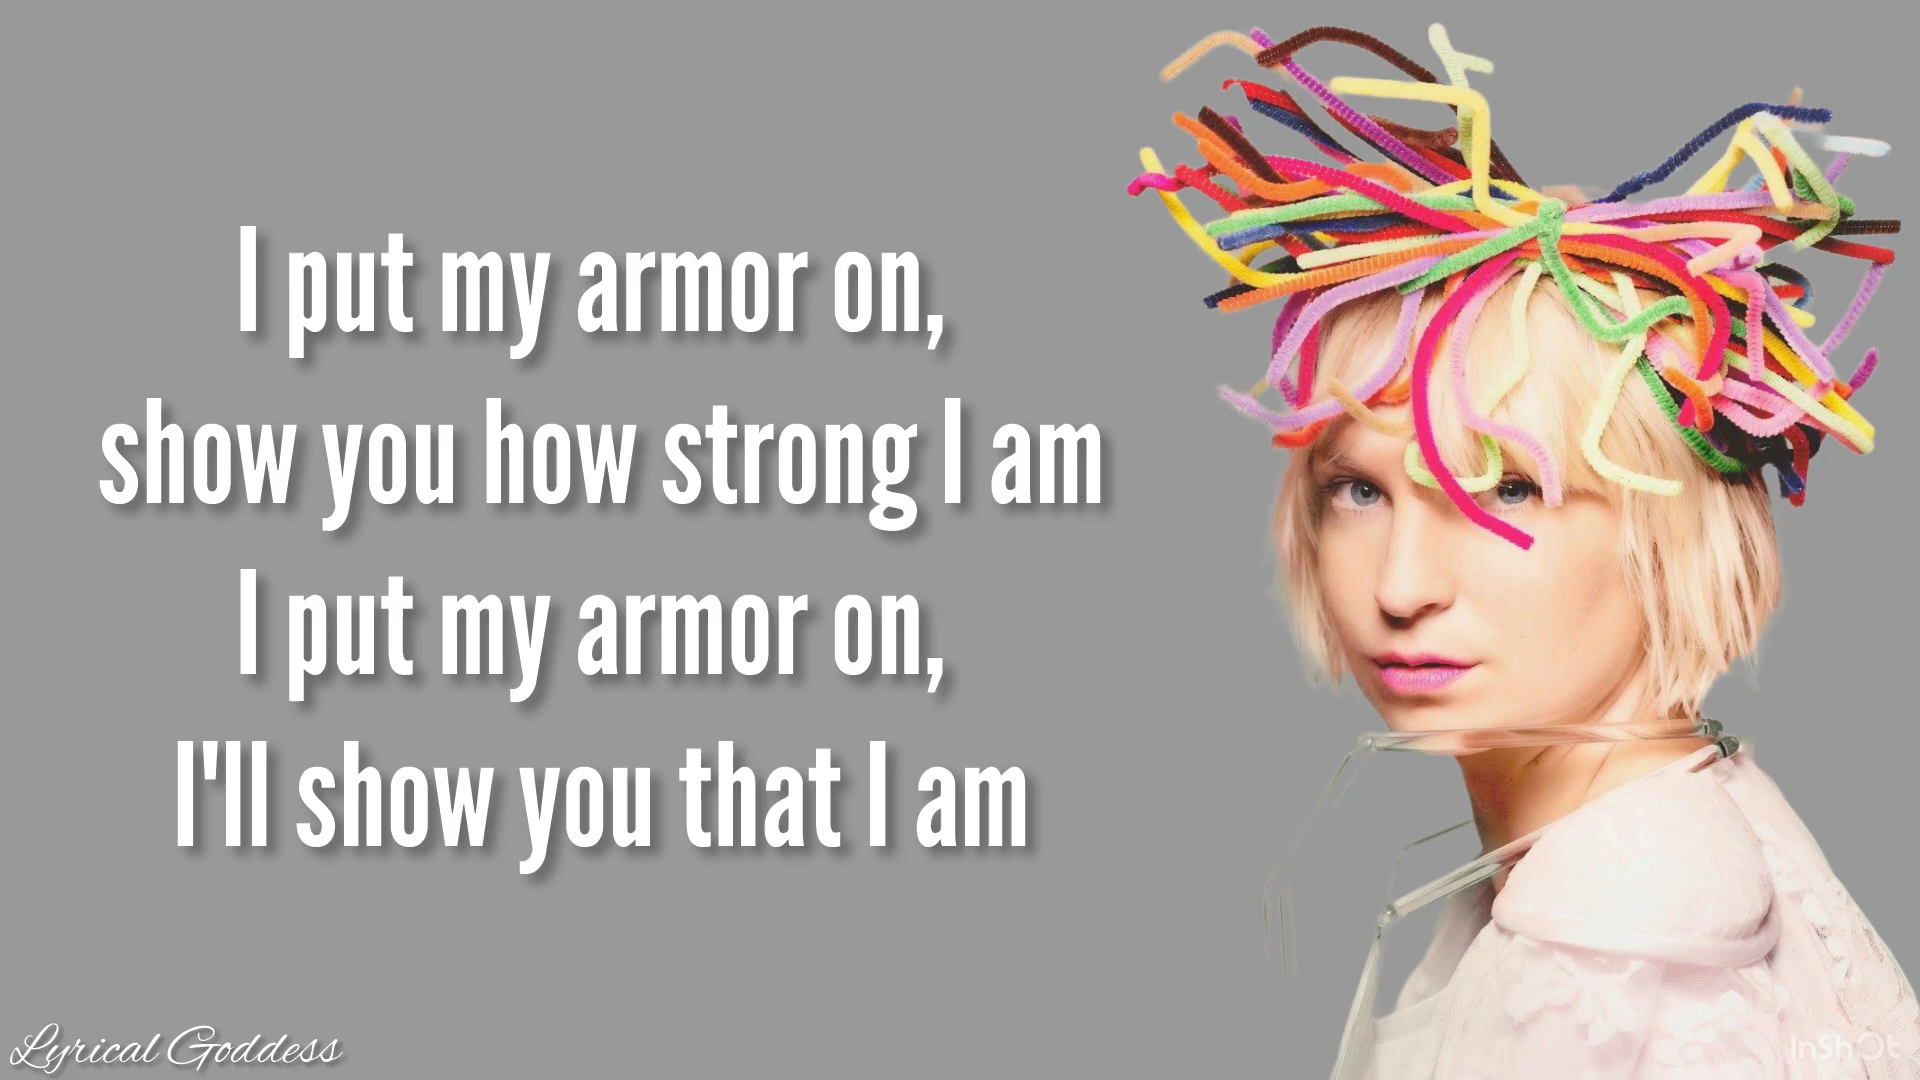 I put my armor on,
show you how strong I am
I put my armor on,
I'll show you that I am
Lyrical Goddess
InShOt